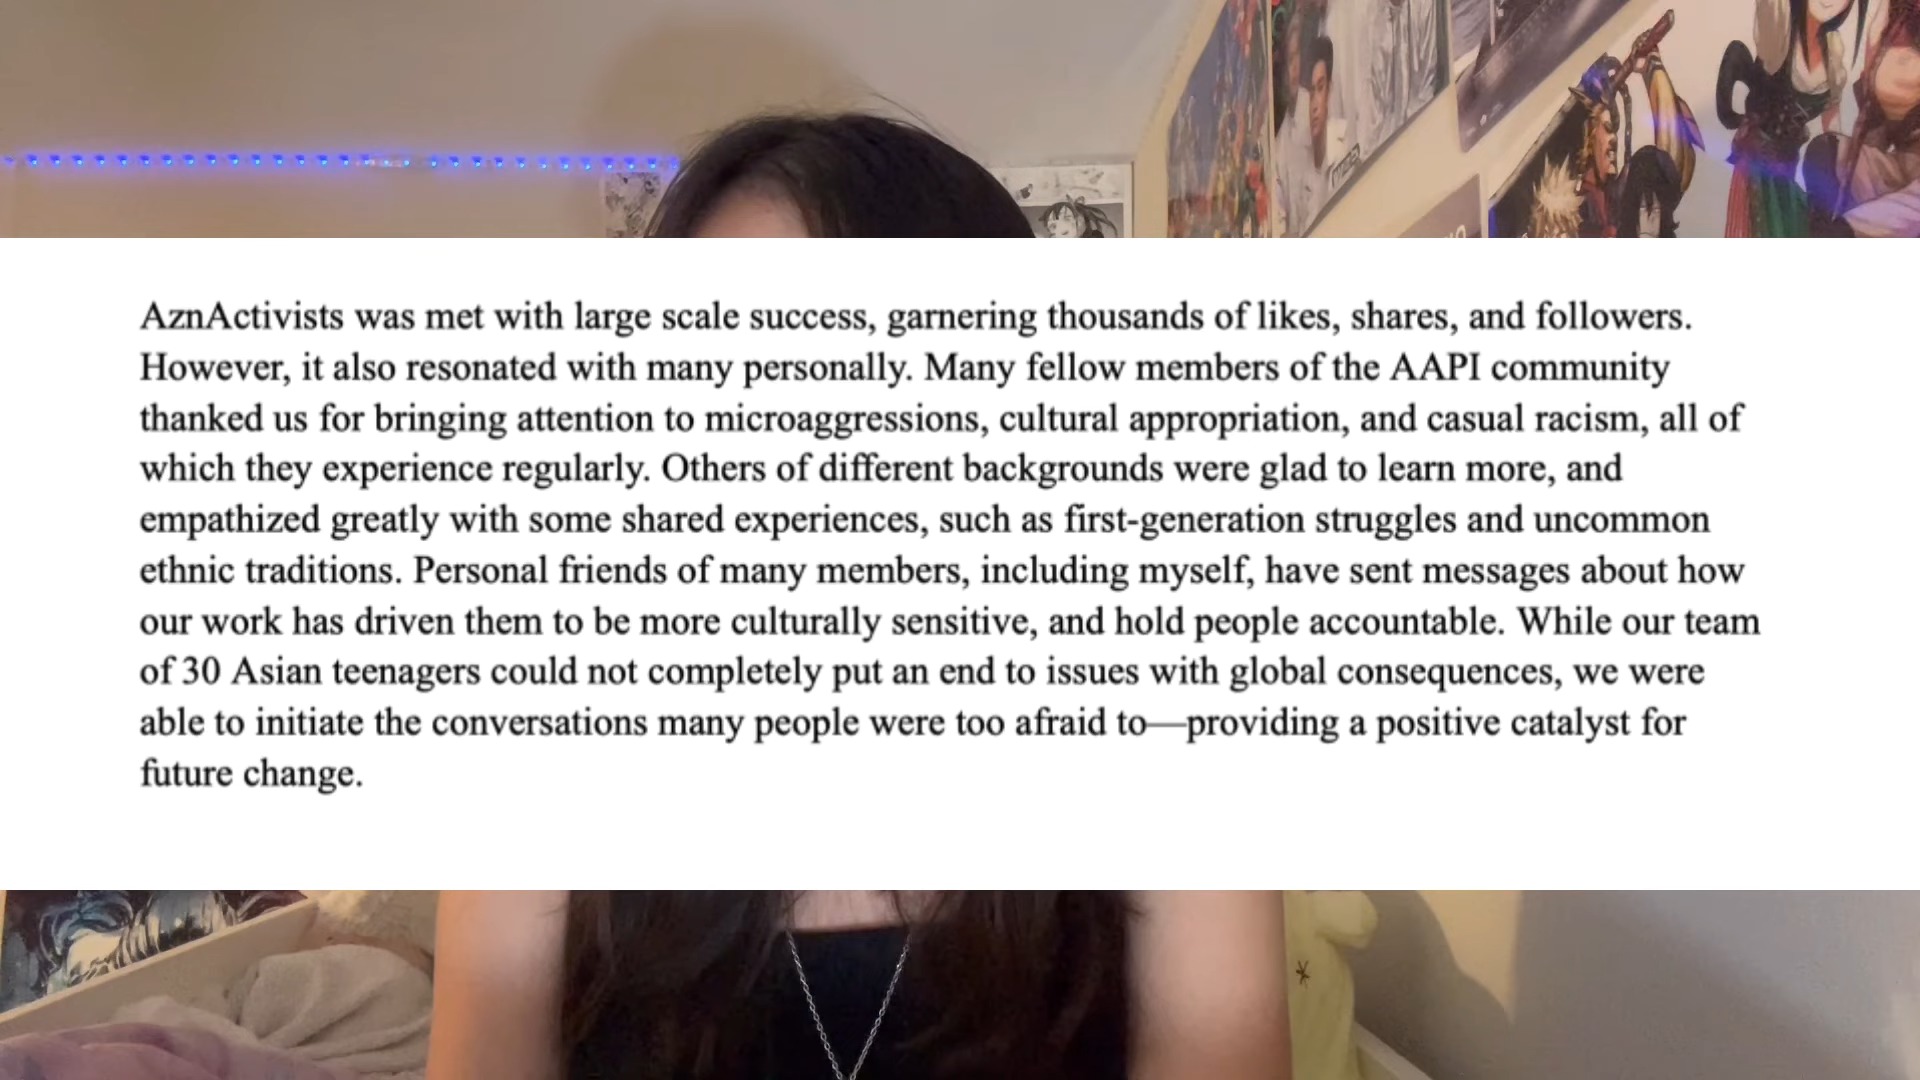 AznActivists was met with large scale success, garnering thousands of likes, shares, and followers.
However, it also resonated with many personally. Many fellow members of the AAPI community
thanked us for bringing attention to microaggressions, cultural appropriation, and casual racism, all of
which they experience regularly. Others of different backgrounds were glad to learn more, and
empathized greatly with some shared experiences, such as first-generation struggles and uncommon
ethnic traditions. Personal friends of many members, including myself, have sent messages about how
our work has driven them to be more culturally sensitive, and hold people accountable. While our team
of 30 Asian teenagers could not completely put an end to issues with global consequences, we were
able to initiate the conversations many people were too afraid to—providing a positive catalyst for
future change.